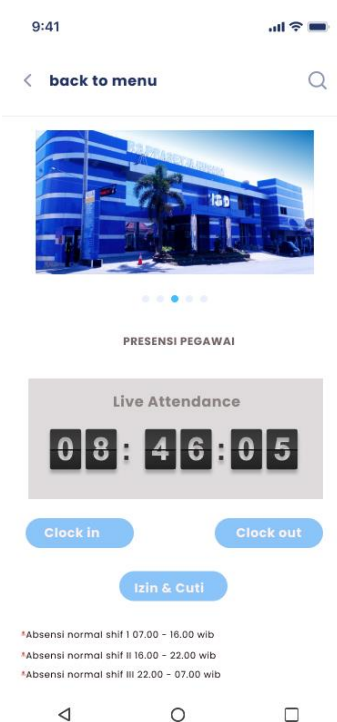 9:41
back to menu
IGD
PRESENSI PEGAWAI
Live Attendance
08: 46:05
Clock in
Clock out
Izin & Cuti
*Absensi normal shif 1 07.00 - 16.00 wib
*Absensi normal shif II 16.00 - 22.00 wib
*Absensi normal shif III 22.00 - 07.00 wib